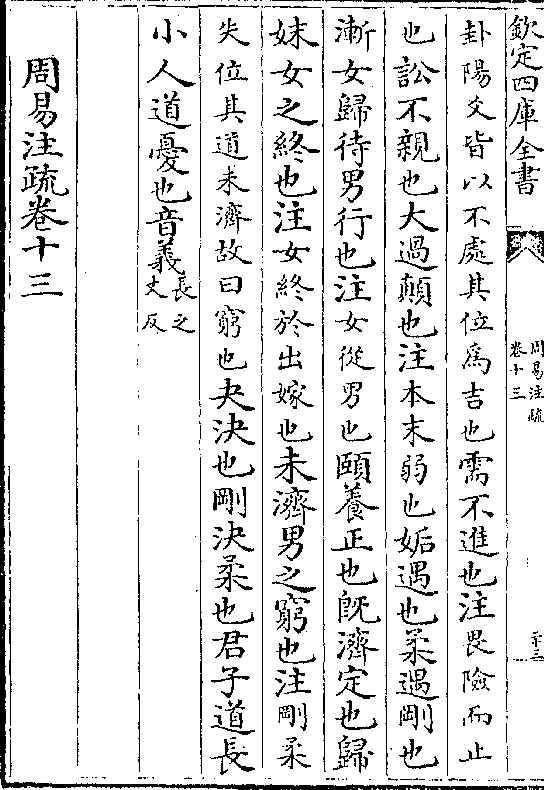 欽定四庫全書
周易注疏
卷十三
卦陽爻皆以不處其位爲吉也需不進也注畏險而止
也訟不親也大過顛也注本末弱也姤遇也柔遇剛也
漸女歸待男行也注女從男也頤養正也既濟定也歸
妹女之終也注女終於出嫁也未濟男之窮也注剛柔
失位其道未濟故曰窮也夬決也剛決柔也君子道長
小人道憂也音義長之丈反
周易注疏卷十三